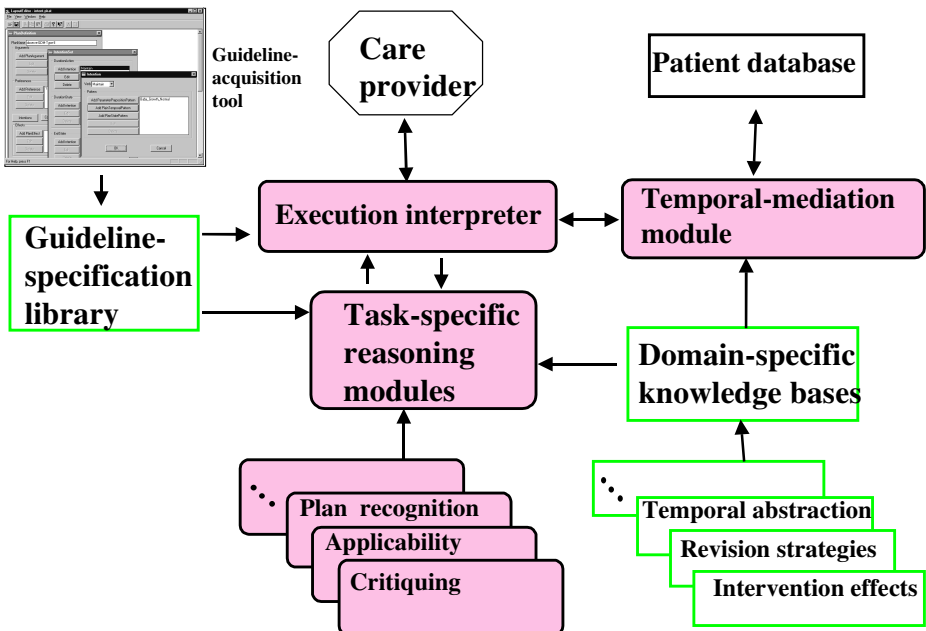 Guideline-
acquisition
tool
Care
provider
Patient database
Execution interpreter
Temporal-mediation
module
Guideline-
specification
library
Task-specific
reasoning
modules
Domain-specific
knowledge bases
Plan recognition
Applicability
Critiquing
Temporal abstraction
Revision strategies
Intervention effects